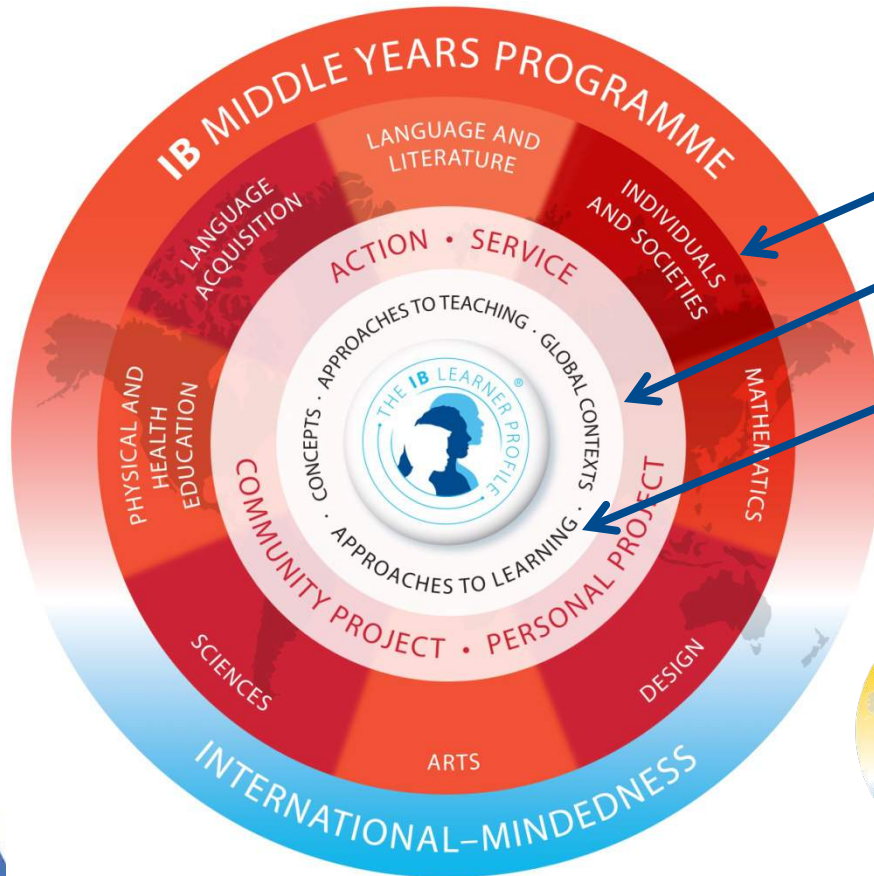 IB MIDDLE YEARS PROGRAMME
LANGUAGE AND
LITERATURE
LANGUAGE
ACQUISITION
INDIVIDUALS
AND SOCIETIES
PHYSICAL AND
HEALTH
EDUCATION
MATHEMATICS
SCIENCES
DESIGN
ARTS
ACTION • SERVICE
COMMUNITY PROJECT • PERSONAL PROJECT
· CONCEPTS · APPROACHES TO TEACHING · GLOBAL CONTEXTS ·
APPROACHES TO LEARNING
THE IB LEARNER PROFILE ®
INTERNATIONAL–MINDEDNESS